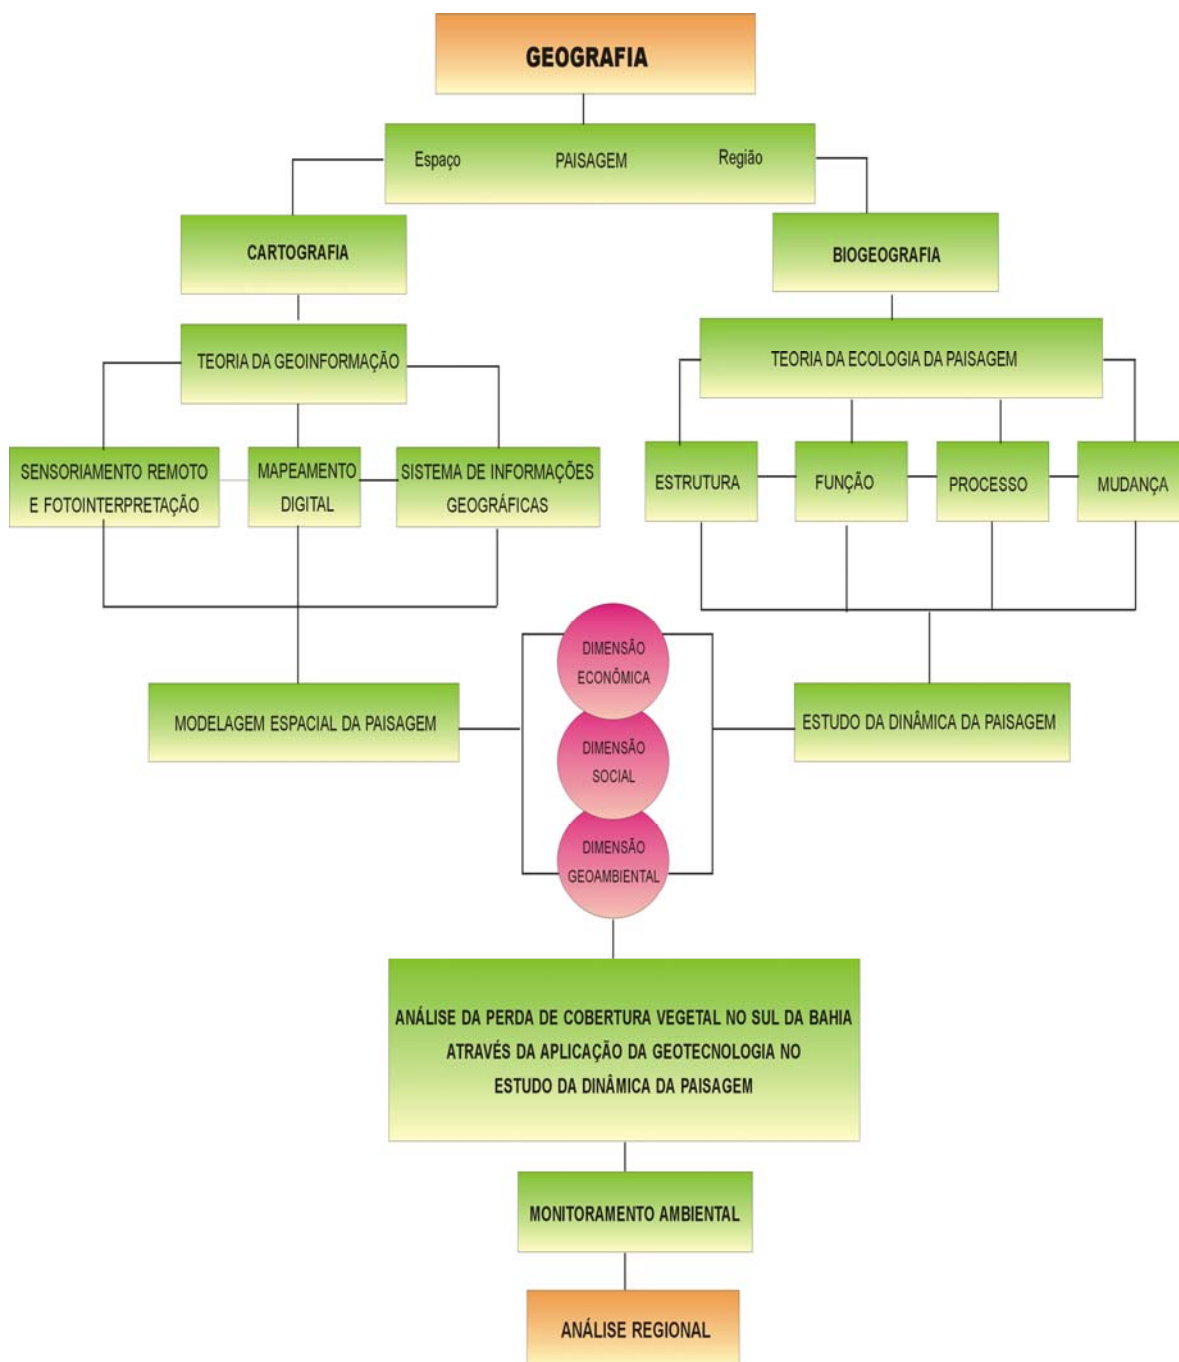 GEOGRAFIA
Espaço PAISAGEM Região
CARTOGRAFIA
BIOGEOGRAFIA
TEORIA DA GEOINFORMAÇÃO
TEORIA DA ECOLOGIA DA PAISAGEM
SENSORIAMENTO REMOTO
E FOTOINTERPRETAÇÃO
MAPEAMENTO
DIGITAL
SISTEMA DE INFORMAÇÕES
GEOGRÁFICAS
ESTRUTURA
FUNÇÃO
PROCESSO
MUDANÇA
DIMENSÃO
ECONÔMICA
MODELAGEM ESPACIAL DA PAISAGEM
ESTUDO DA DINÂMICA DA PAISAGEM
DIMENSÃO
SOCIAL
DIMENSÃO
GEOAMBIENTAL
ANÁLISE DA PERDA DE COBERTURA VEGETAL NO SUL DA BAHIA
ATRAVÉS DA APLICAÇÃO DA GEOTECNOLOGIA NO
ESTUDO DA DINÂMICA DA PAISAGEM
MONITORAMENTO AMBIENTAL
ANÁLISE REGIONAL